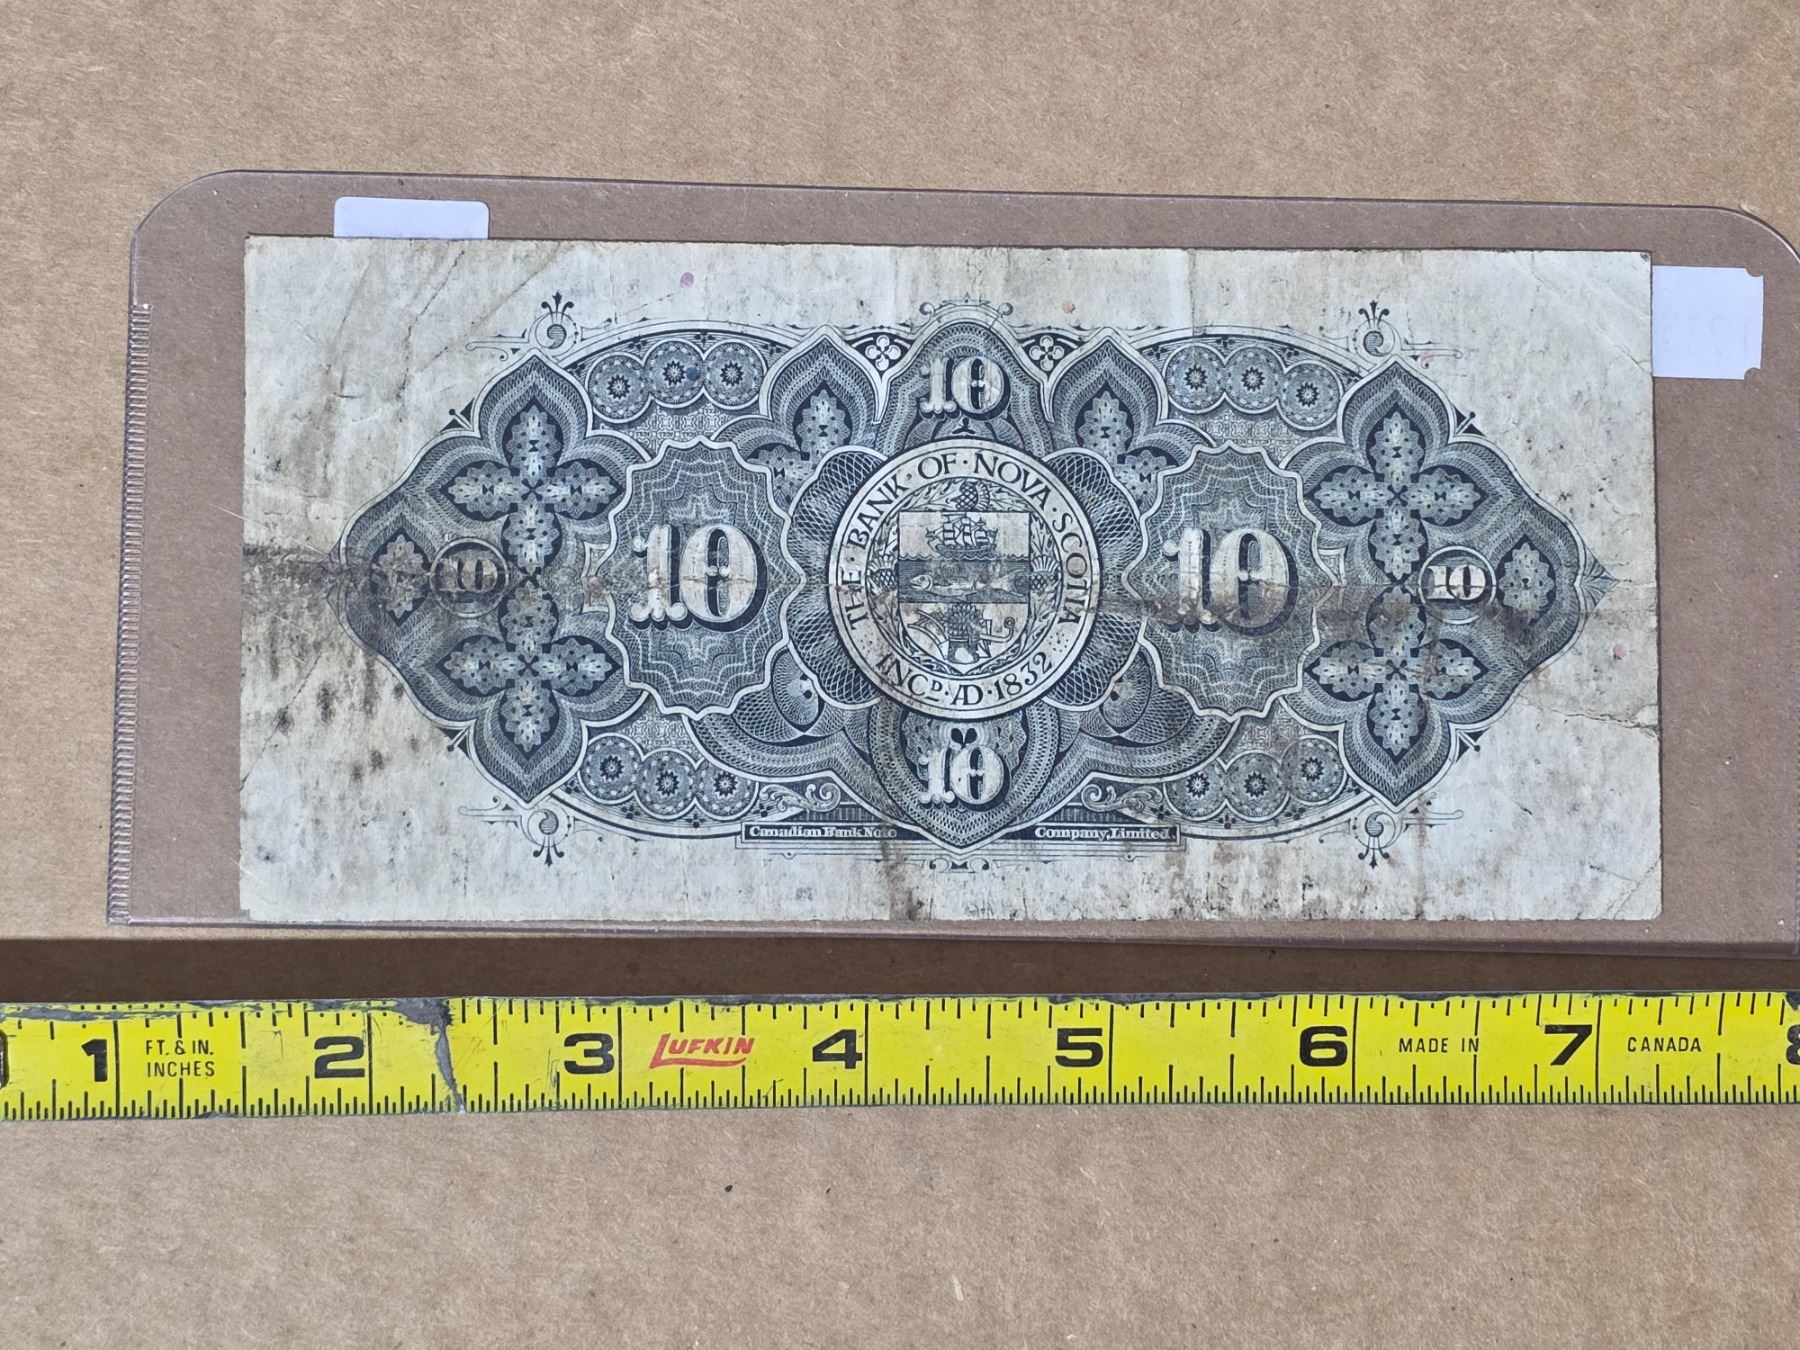 10
THE · BANK · OF · NOVA · SCOTIA
10 10 10 10
INCD · AD · 1832
10
Canadian Bank Note Company, Limited.
1 FT. & IN. INCHES 2 3 LUFKIN 4 5 6 MADE IN 7 CANADA 8